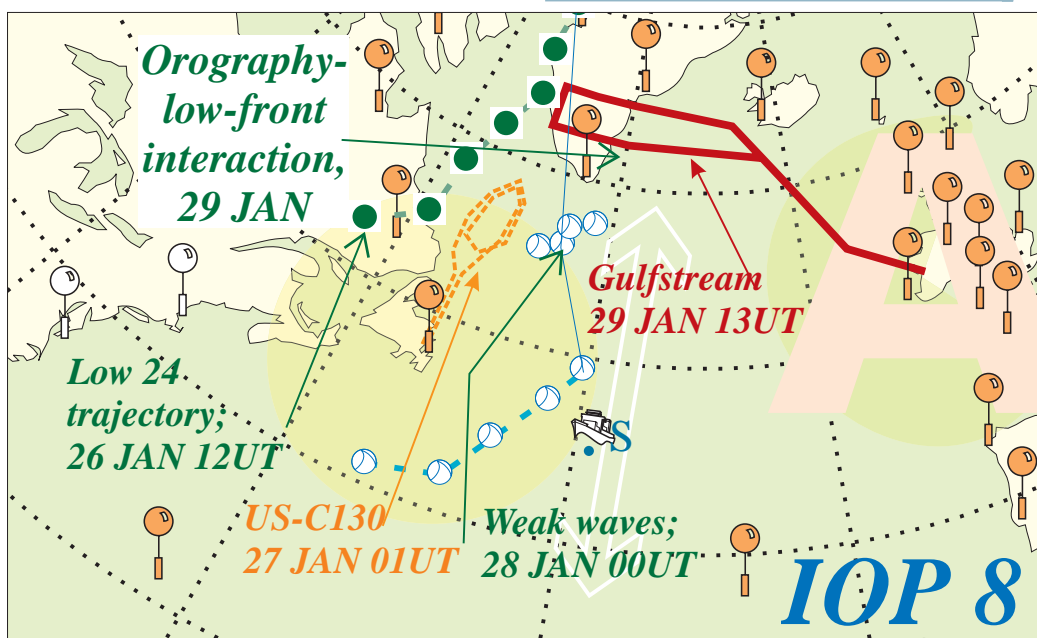 Orography-
low-front
interaction,
29 JAN
A
Gulfstream
29 JAN 13UT
Low 24
trajectory;
26 JAN 12UT
S
US-C130
27 JAN 01UT
Weak waves;
28 JAN 00UT
IOP 8